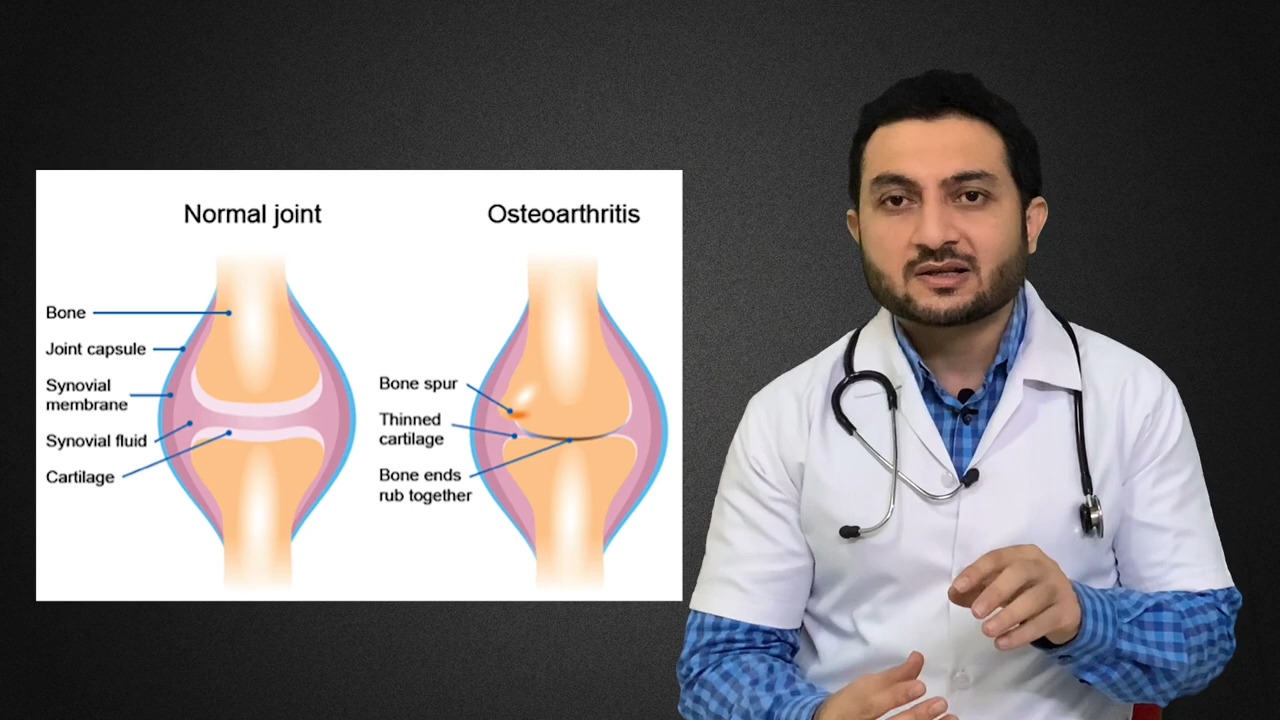 Normal joint
Bone
Joint capsule
Synovial
membrane
Synovial fluid
Cartilage
Osteoarthritis
Bone spur
Thinned
cartilage
Bone ends
rub together